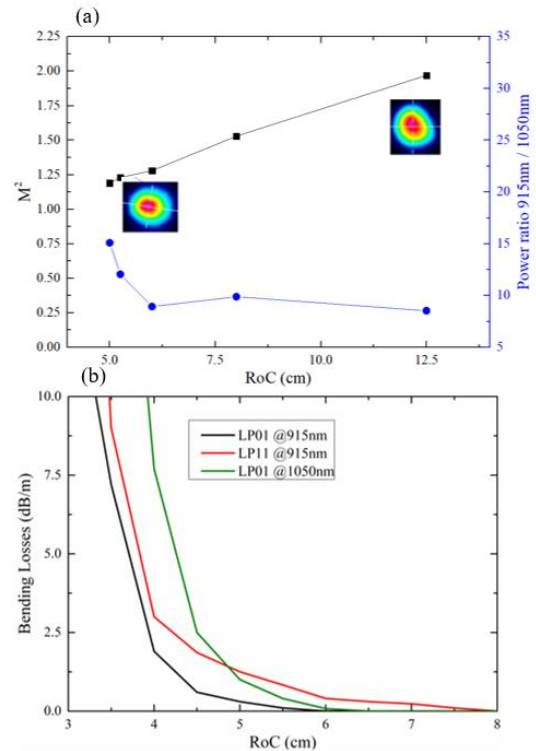 (a)
2.25
2.00
1.75
1.50
1.25
1.00
0.75
0.50
0.25
0.00
M²
35
30
25
20
15
10
5
Power ratio 915nm / 1050nm
5.0 7.5 10.0 12.5
RoC (cm)
(b)
10.0
7.5
5.0
2.5
0.0
Bending Losses (dB/m)
LP01 @915nm
LP11 @915nm
LP01 @1050nm
3 4 5 6 7 8
RoC (cm)